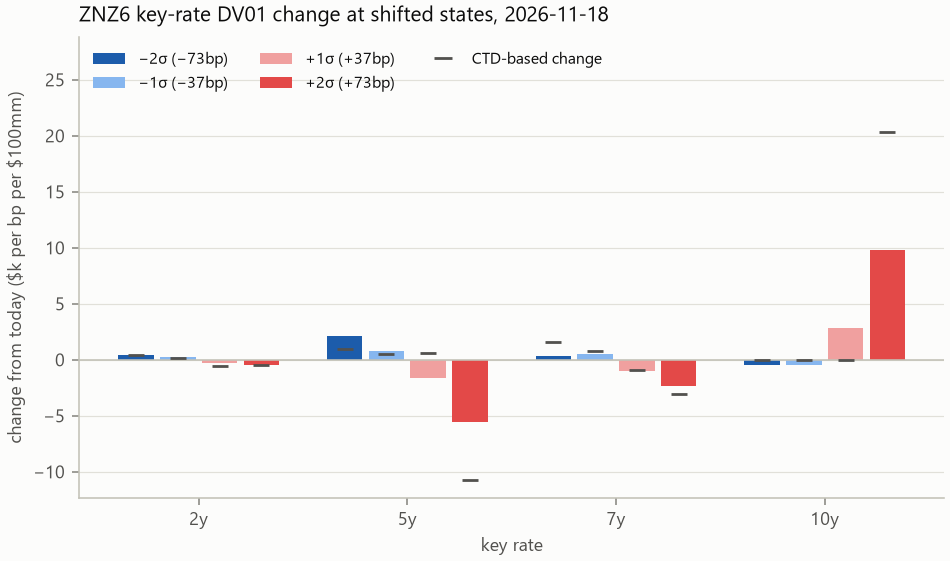 ZNZ6 key-rate DV01 change at shifted states, 2026-11-18
−2σ (−73bp)
−1σ (−37bp)
+1σ (+37bp)
+2σ (+73bp)
CTD-based change
change from today ($k per bp per $100mm)
25
20
15
10
5
0
−5
−10
2y
5y
7y
10y
key rate